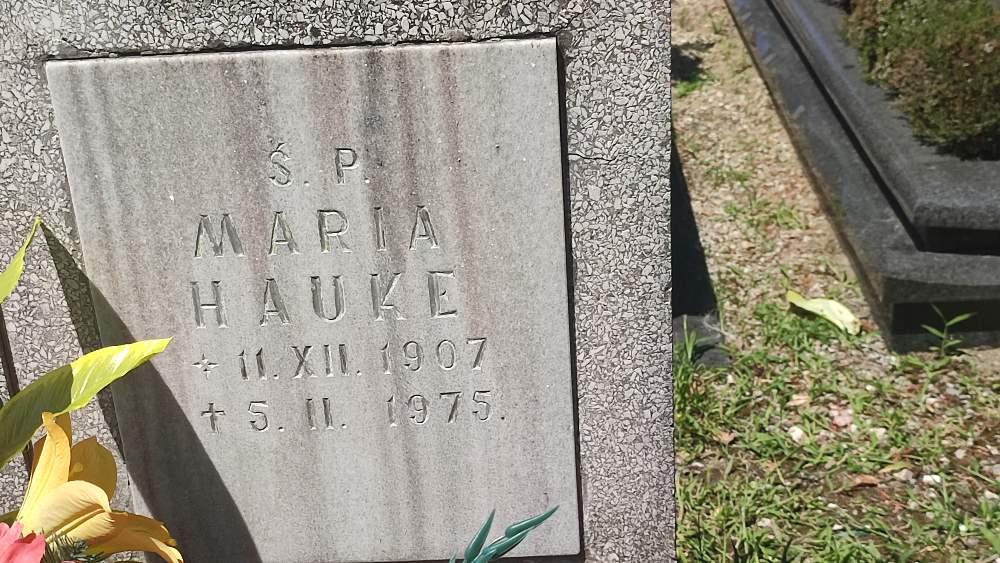 Ś. P.
MARIA
HAUKE
* 11. XII. 1907
+ 5. II. 1975.